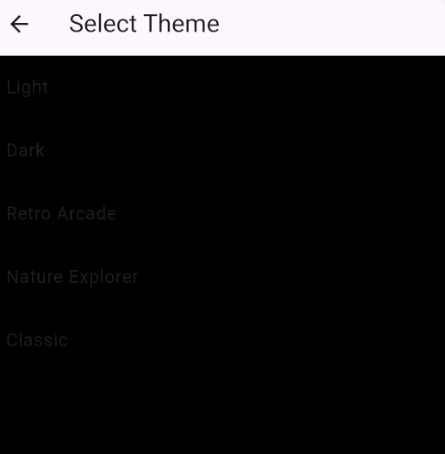 Select Theme
Light
Dark
Retro Arcade
Nature Explorer
Classic